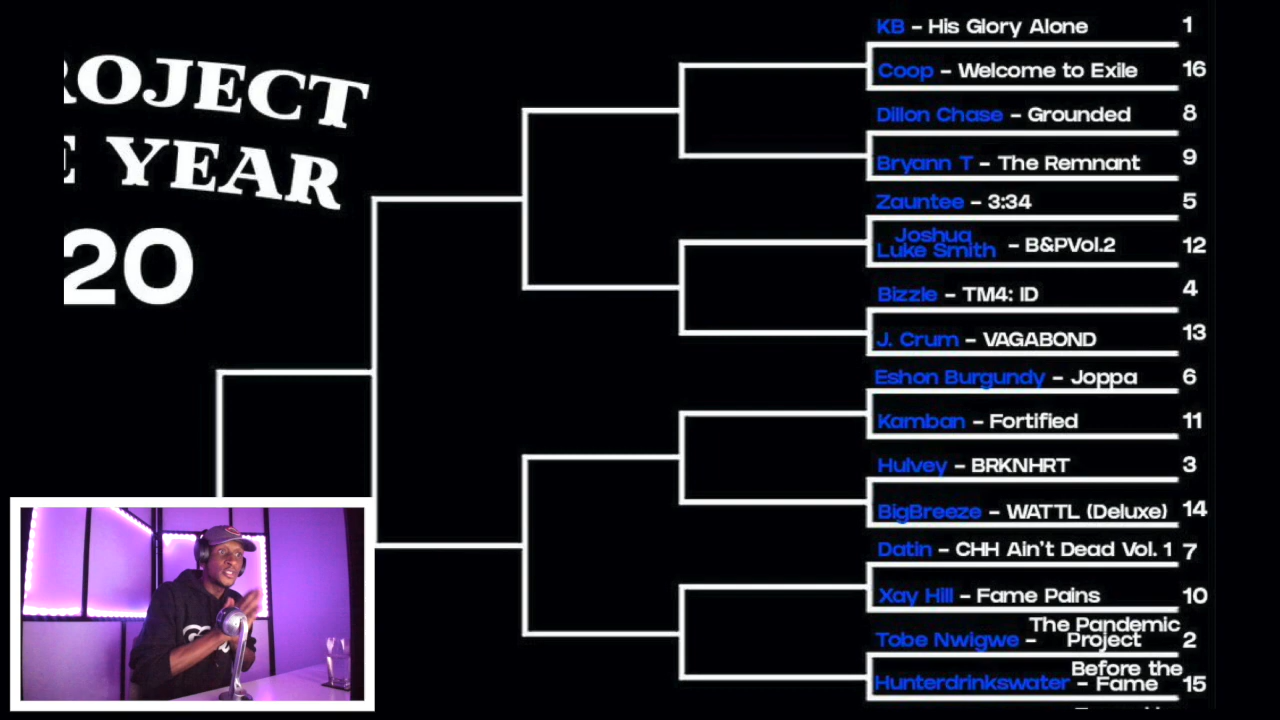 ROJECT
E YEAR
20
KB – His Glory Alone 1
Coop – Welcome to Exile 16
Dillon Chase – Grounded 8
Bryann T – The Remnant 9
Zauntee – 3:34 5
Joshua
Luke Smith – B&PVol.2 12
Bizzle – TM4: ID 4
J. Crum – VAGABOND 13
Eshon Burgundy – Joppa 6
Kamban – Fortified 11
Hulvey – BRKNHRT 3
BigBreeze – WATTL (Deluxe) 14
Datin – CHH Ain't Dead Vol. 1 7
Xay Hill – Fame Pains 10
The Pandemic
Tobe Nwigwe – Project 2
Before the
Hunterdrinkswater – Fame 15